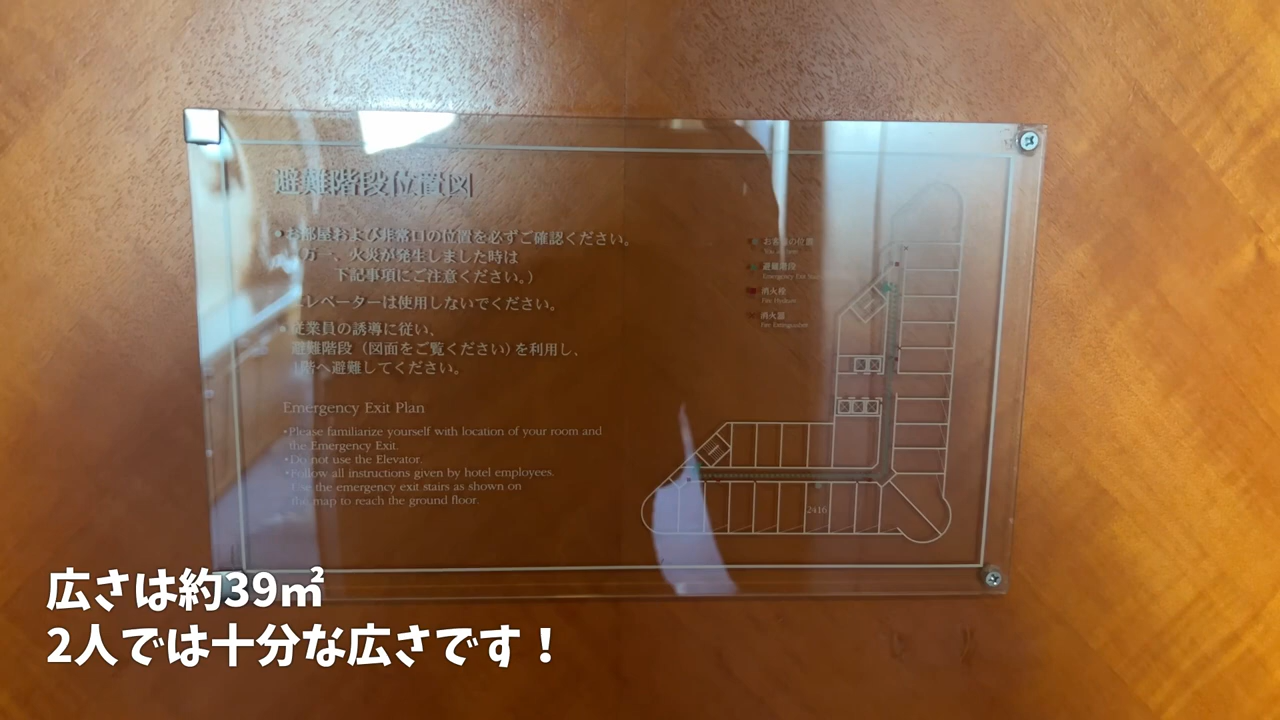 避難階段位置図
•お部屋および非常口の位置を必ずご確認ください。
万一、火災が発生しました時は
下記事項にご注意ください。)
エレベーターは使用しないでください。
•従業員の誘導に従い、
避難階段(図面をご覧ください)を利用し、
1階へ避難してください。
Emergency Exit Plan
•Please familiarize yourself with location of your room and
the Emergency Exit.
•Do not use the Elevator.
•Follow all instructions given by hotel employees.
Use the emergency exit stairs as shown on
the map to reach the ground floor.
お客様の位置
避難階段
Emergency Exit
消火栓
Fire Hydrant
消火器
Fire Extinguisher
2416
広さは約39㎡
2人では十分な広さです！